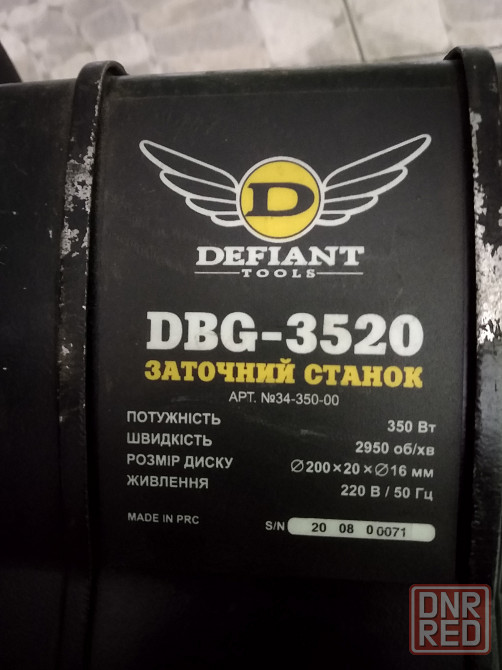 D
DEFIANT
TOOLS
DBG-3520
ЗАТОЧНИЙ СТАНОК
АРТ. №34-350-00
ПОТУЖНІСТЬ 350 Вт
ШВИДКІСТЬ 2950 об/хв
РОЗМІР ДИСКУ ∅200×20×∅16 мм
ЖИВЛЕННЯ 220 В / 50 Гц
MADE IN PRC S/N 20 08 0 0071
DNR
RED